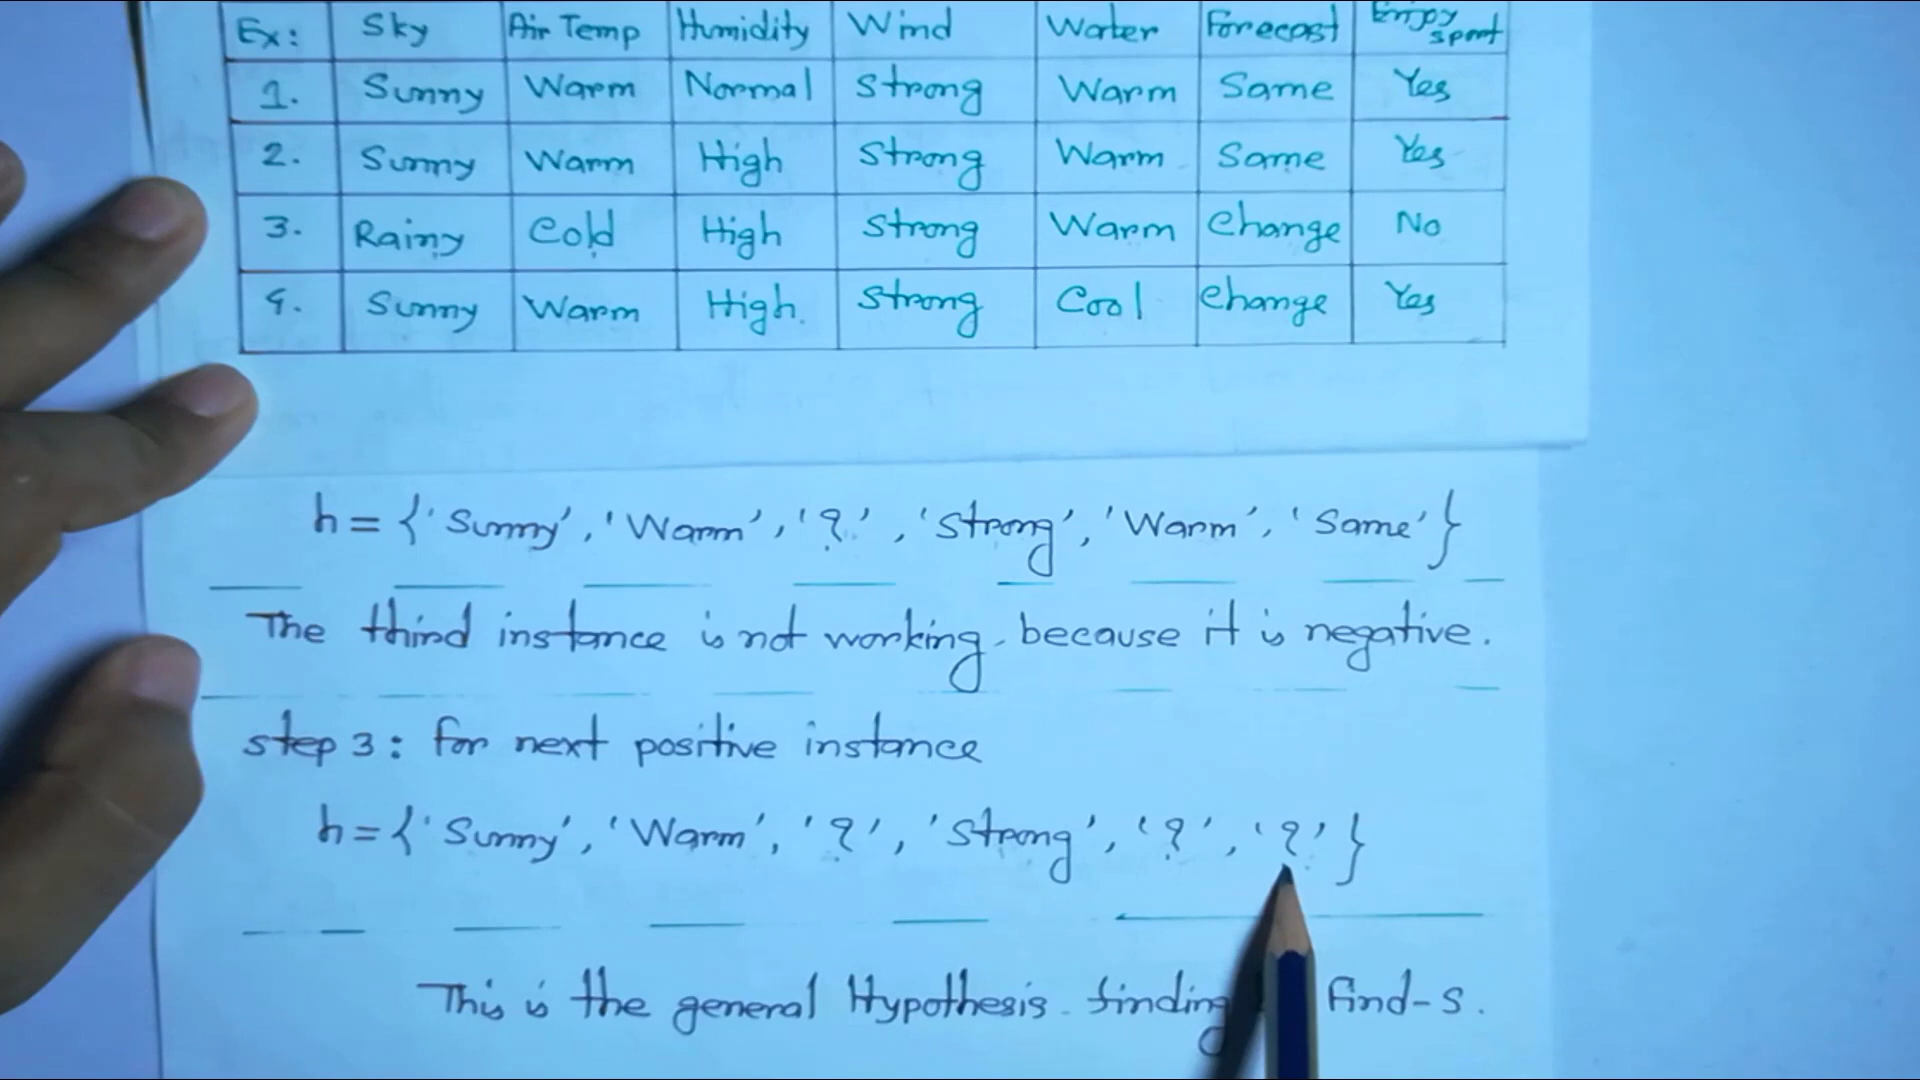 Ex: Sky Air Temp Humidity Wind Water Forecast Enjoy sport
1. Sunny Warm Normal Strong Warm Same Yes
2. Sunny Warm High Strong Warm Same Yes
3. Rainy Cold High Strong Warm Change No
4. Sunny Warm High Strong Cool Change Yes
h = {'Sunny', 'Warm', '?', 'Strong', 'Warm', 'Same'}
The third instance is not working because it is negative.
Step 3: for next positive instance
h = {'Sunny', 'Warm', '?', 'Strong', '?', '?'}
This is the general Hypothesis finding find-s.